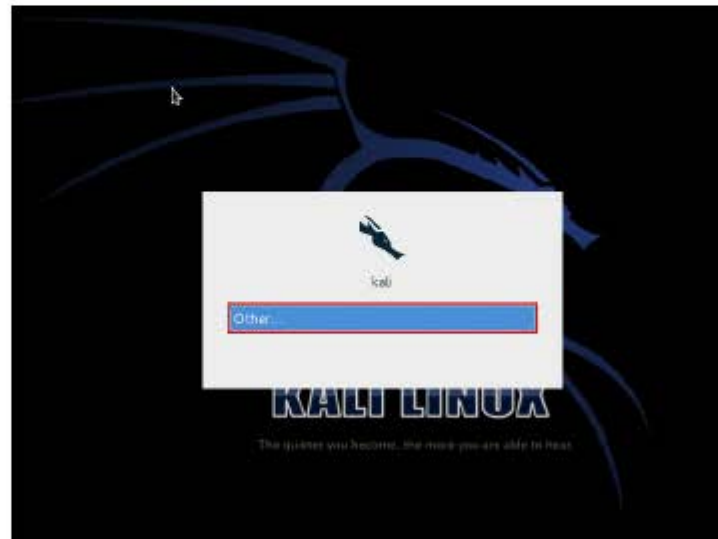 kali
Other...
KALI LINUX
The quieter you become, the more you are able to hear.